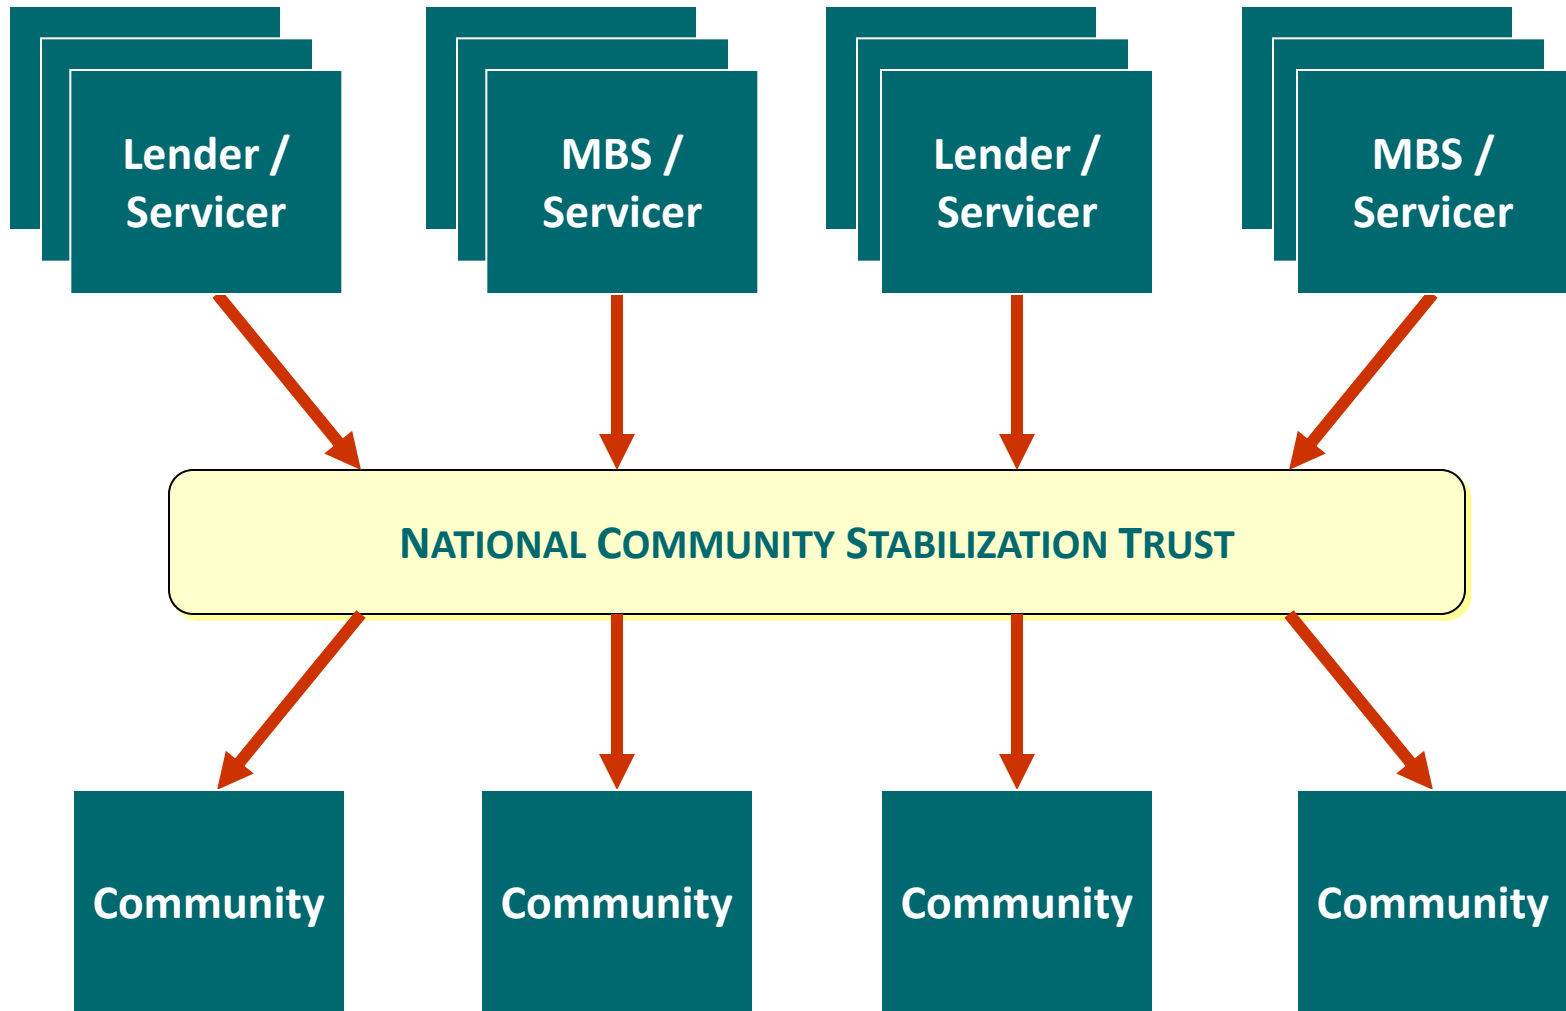 Lender /
Servicer
MBS /
Servicer
Lender /
Servicer
MBS /
Servicer
NATIONAL COMMUNITY STABILIZATION TRUST
Community
Community
Community
Community